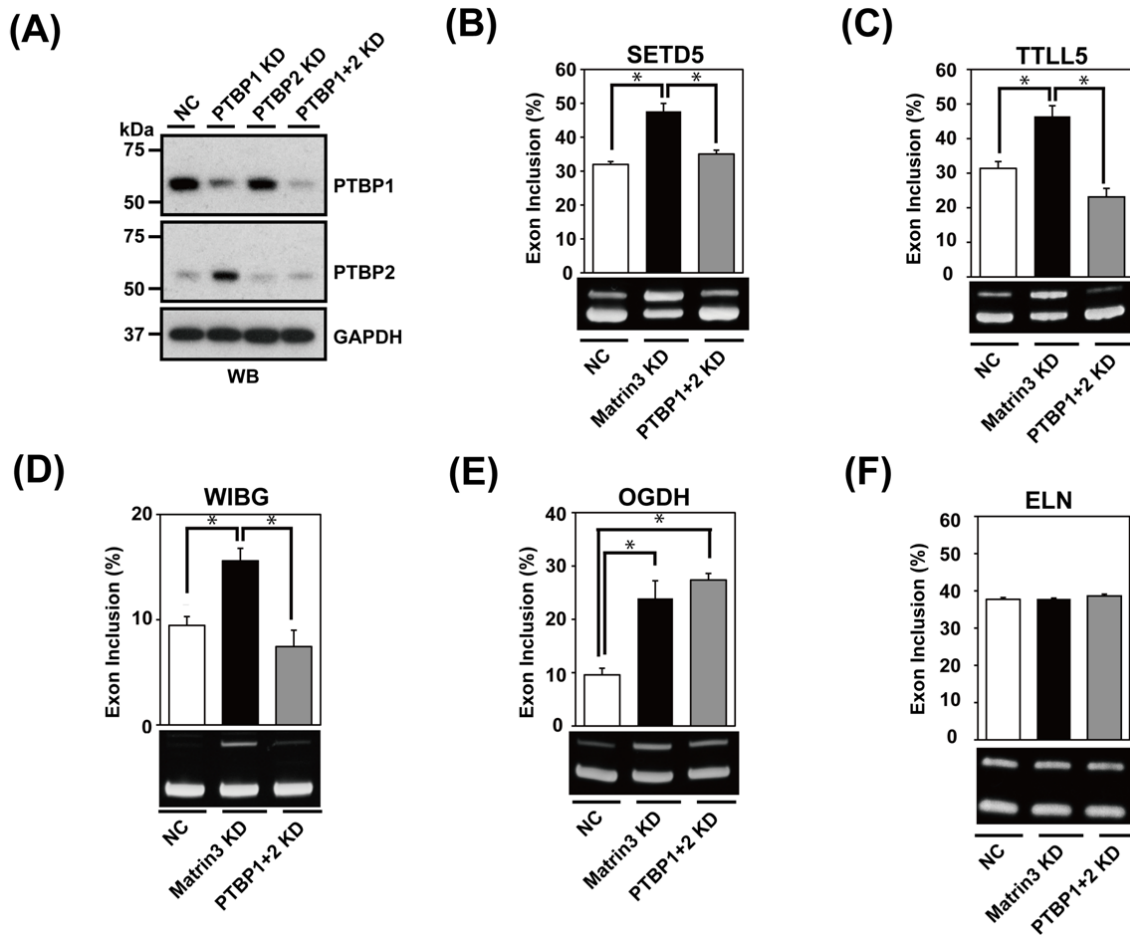 (A)
NC
PTBP1 KD
PTBP2 KD
PTBP1+2 KD
kDa
75
50
PTBP1
75
50
PTBP2
37
GAPDH
WB
(B)
SETD5
Exon Inclusion (%)
60
50
40
30
20
10
0
*
*
NC
Matrin3 KD
PTBP1+2 KD
(C)
TTLL5
Exon Inclusion (%)
60
50
40
30
20
10
0
*
*
NC
Matrin3 KD
PTBP1+2 KD
(D)
WIBG
Exon Inclusion (%)
20
10
0
*
*
NC
Matrin3 KD
PTBP1+2 KD
(E)
OGDH
Exon Inclusion (%)
40
30
20
10
0
*
*
NC
Matrin3 KD
PTBP1+2 KD
(F)
ELN
Exon Inclusion (%)
60
50
40
30
20
10
0
NC
Matrin3 KD
PTBP1+2 KD